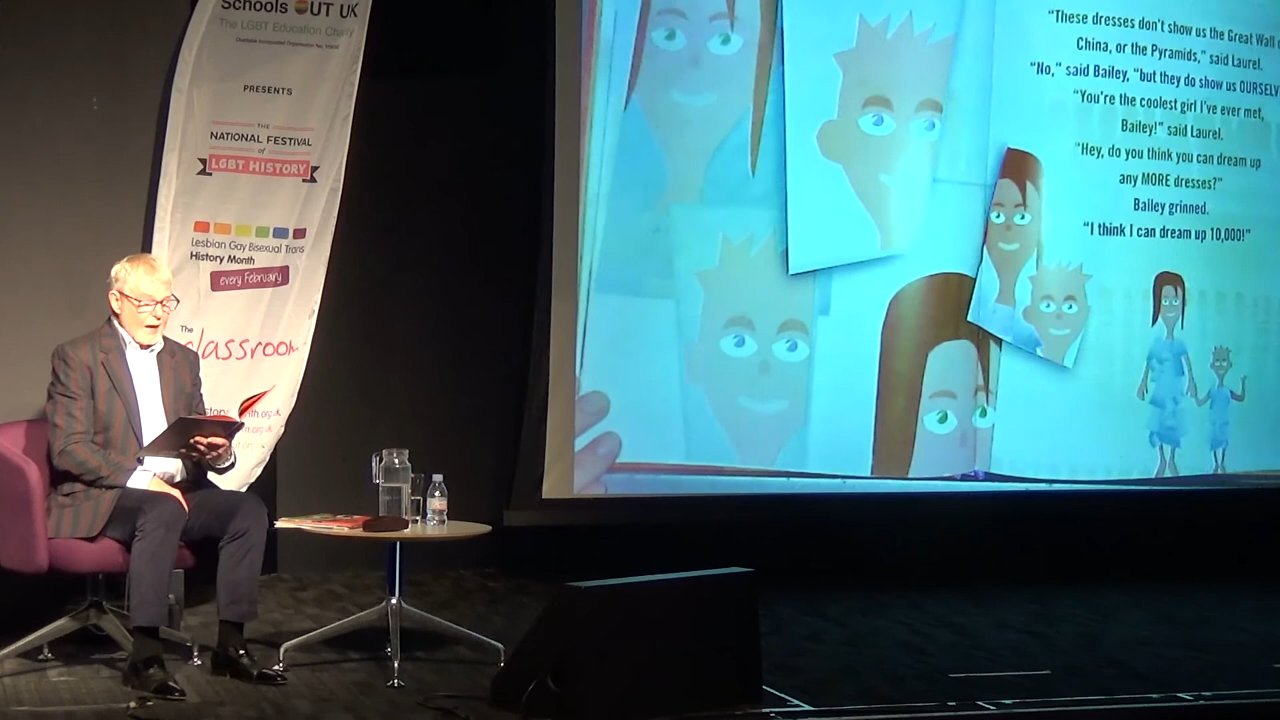 Schools OUT UK
The LGBT Education Charity
PRESENTS
THE
NATIONAL FESTIVAL
of
LGBT HISTORY
Lesbian Gay Bisexual Trans
History Month
every February
The
classroom
"These dresses don't show us the Great Wall
China, or the Pyramids," said Laurel.
"No," said Bailey, "but they do show us OURSELV
"You're the coolest girl I've ever met,
Bailey!" said Laurel.
"Hey, do you think you can dream up
any MORE dresses?"
Bailey grinned.
"I think I can dream up 10,000!"